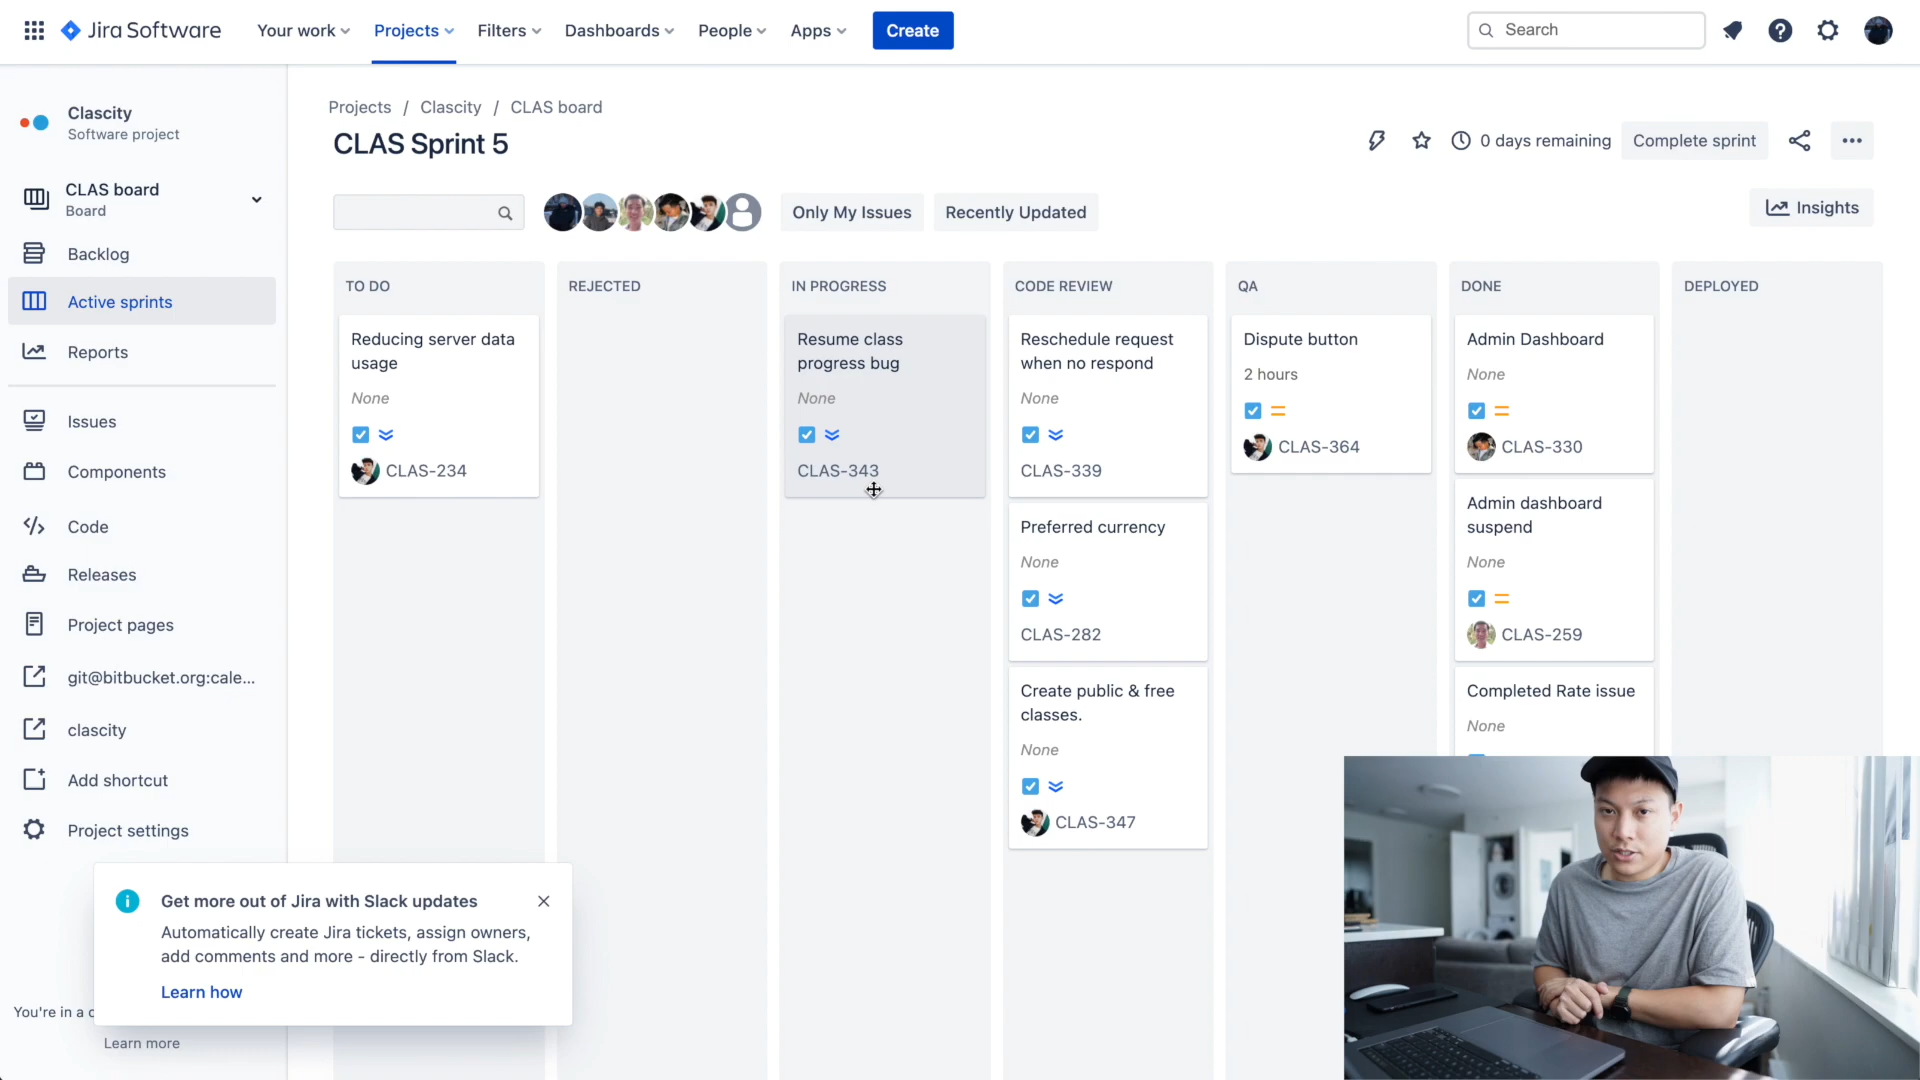 Jira Software
Your work
Projects
Filters
Dashboards
People
Apps
Create
Search
Clascity
Software project
CLAS board
Board
Backlog
Active sprints
Reports
Issues
Components
Code
Releases
Project pages
git@bitbucket.org:cale...
clascity
Add shortcut
Project settings
You're in a c
Learn more
Projects / Clascity / CLAS board
CLAS Sprint 5
0 days remaining
Complete sprint
Only My Issues
Recently Updated
Insights
TO DO
Reducing server data
usage
None
CLAS-234
REJECTED
IN PROGRESS
Resume class
progress bug
None
CLAS-343
CODE REVIEW
Reschedule request
when no respond
None
CLAS-339
Preferred currency
None
CLAS-282
Create public & free
classes.
None
CLAS-347
QA
Dispute button
2 hours
CLAS-364
DONE
Admin Dashboard
None
CLAS-330
Admin dashboard
suspend
None
CLAS-259
Completed Rate issue
None
DEPLOYED
Get more out of Jira with Slack updates
Automatically create Jira tickets, assign owners,
add comments and more - directly from Slack.
Learn how